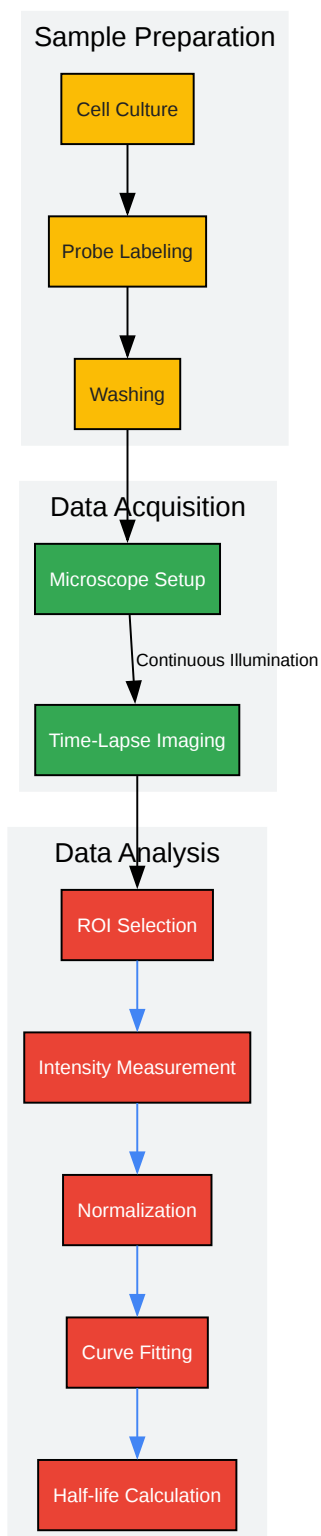 Sample Preparation
Cell Culture
Probe Labeling
Washing
Data Acquisition
Microscope Setup
Continuous Illumination
Time-Lapse Imaging
Data Analysis
ROI Selection
Intensity Measurement
Normalization
Curve Fitting
Half-life Calculation